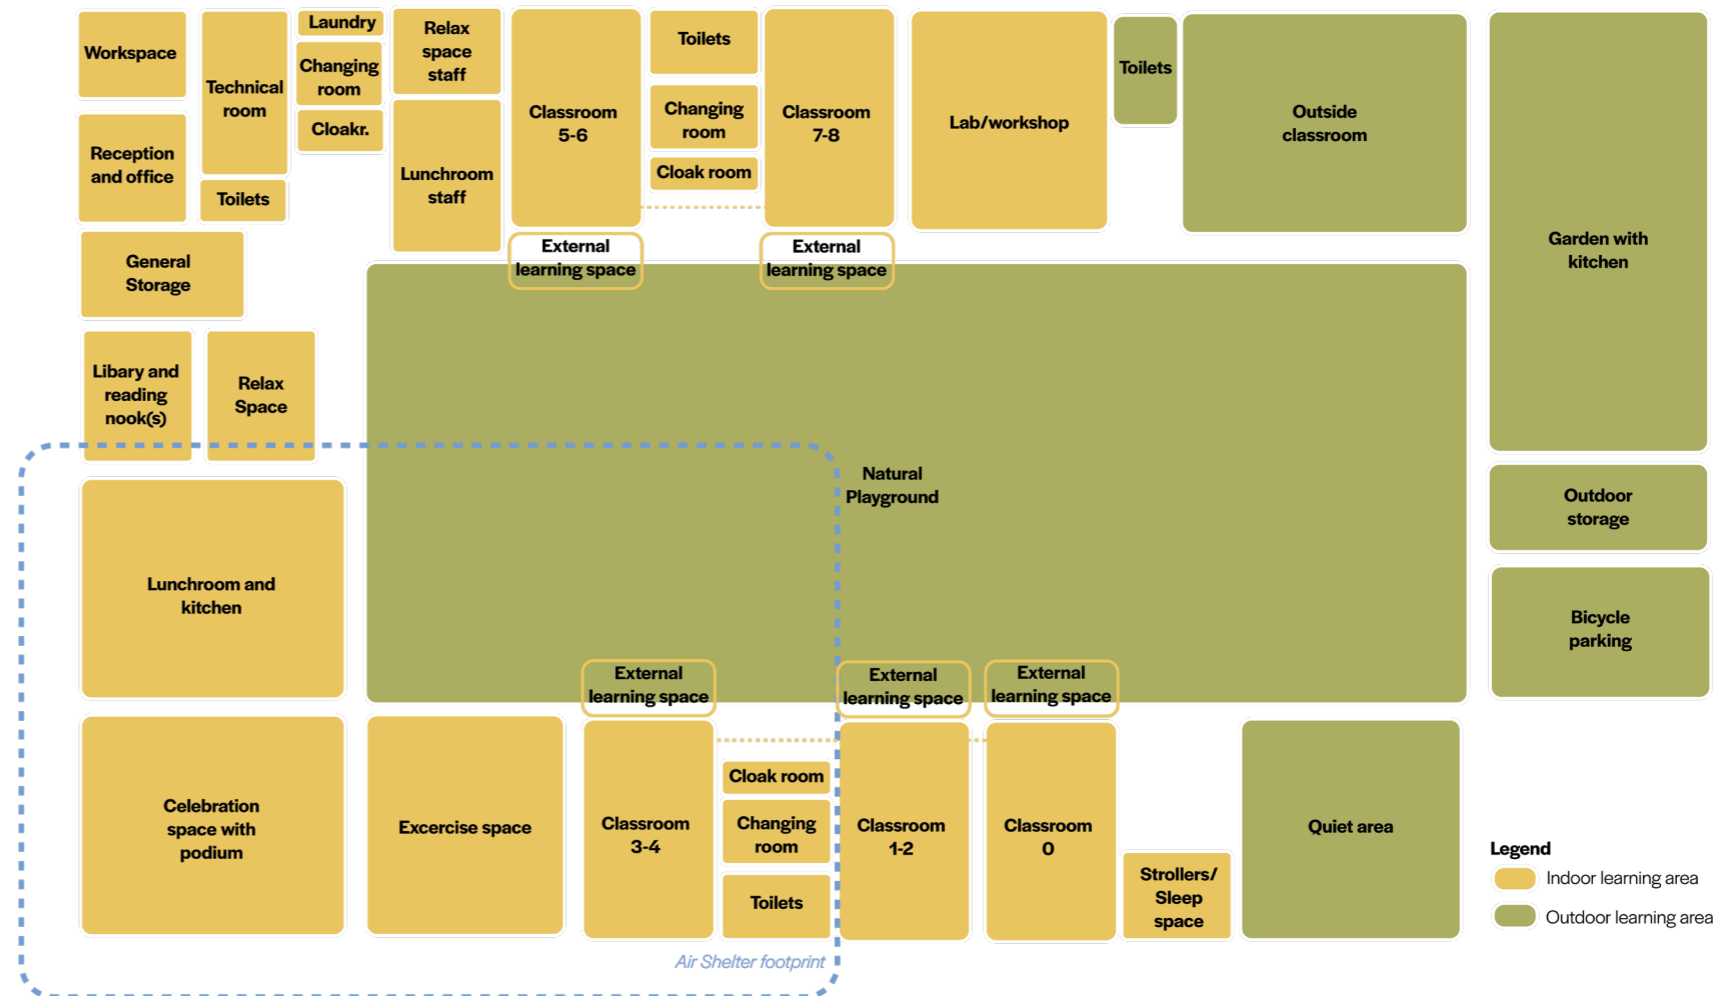 Workspace
Technical
room
Laundry
Changing
room
Cloakr.
Relax
space
staff
Classroom
5-6
Toilets
Changing
room
Cloak room
Classroom
7-8
Lab/workshop
Toilets
Outside
classroom
Garden with
kitchen
Reception
and office
Toilets
Lunchroom
staff
General
Storage
External
learning space
External
learning space
Libary and
reading
nook(s)
Relax
Space
Natural
Playground
Outdoor
storage
Lunchroom and
kitchen
Bicycle
parking
External
learning space
External
learning space
External
learning space
Celebration
space with
podium
Excercise space
Classroom
3-4
Cloak room
Changing
room
Toilets
Classroom
1-2
Classroom
0
Strollers/
Sleep
space
Quiet area
Legend
Indoor learning area
Outdoor learning area
Air Shelter footprint